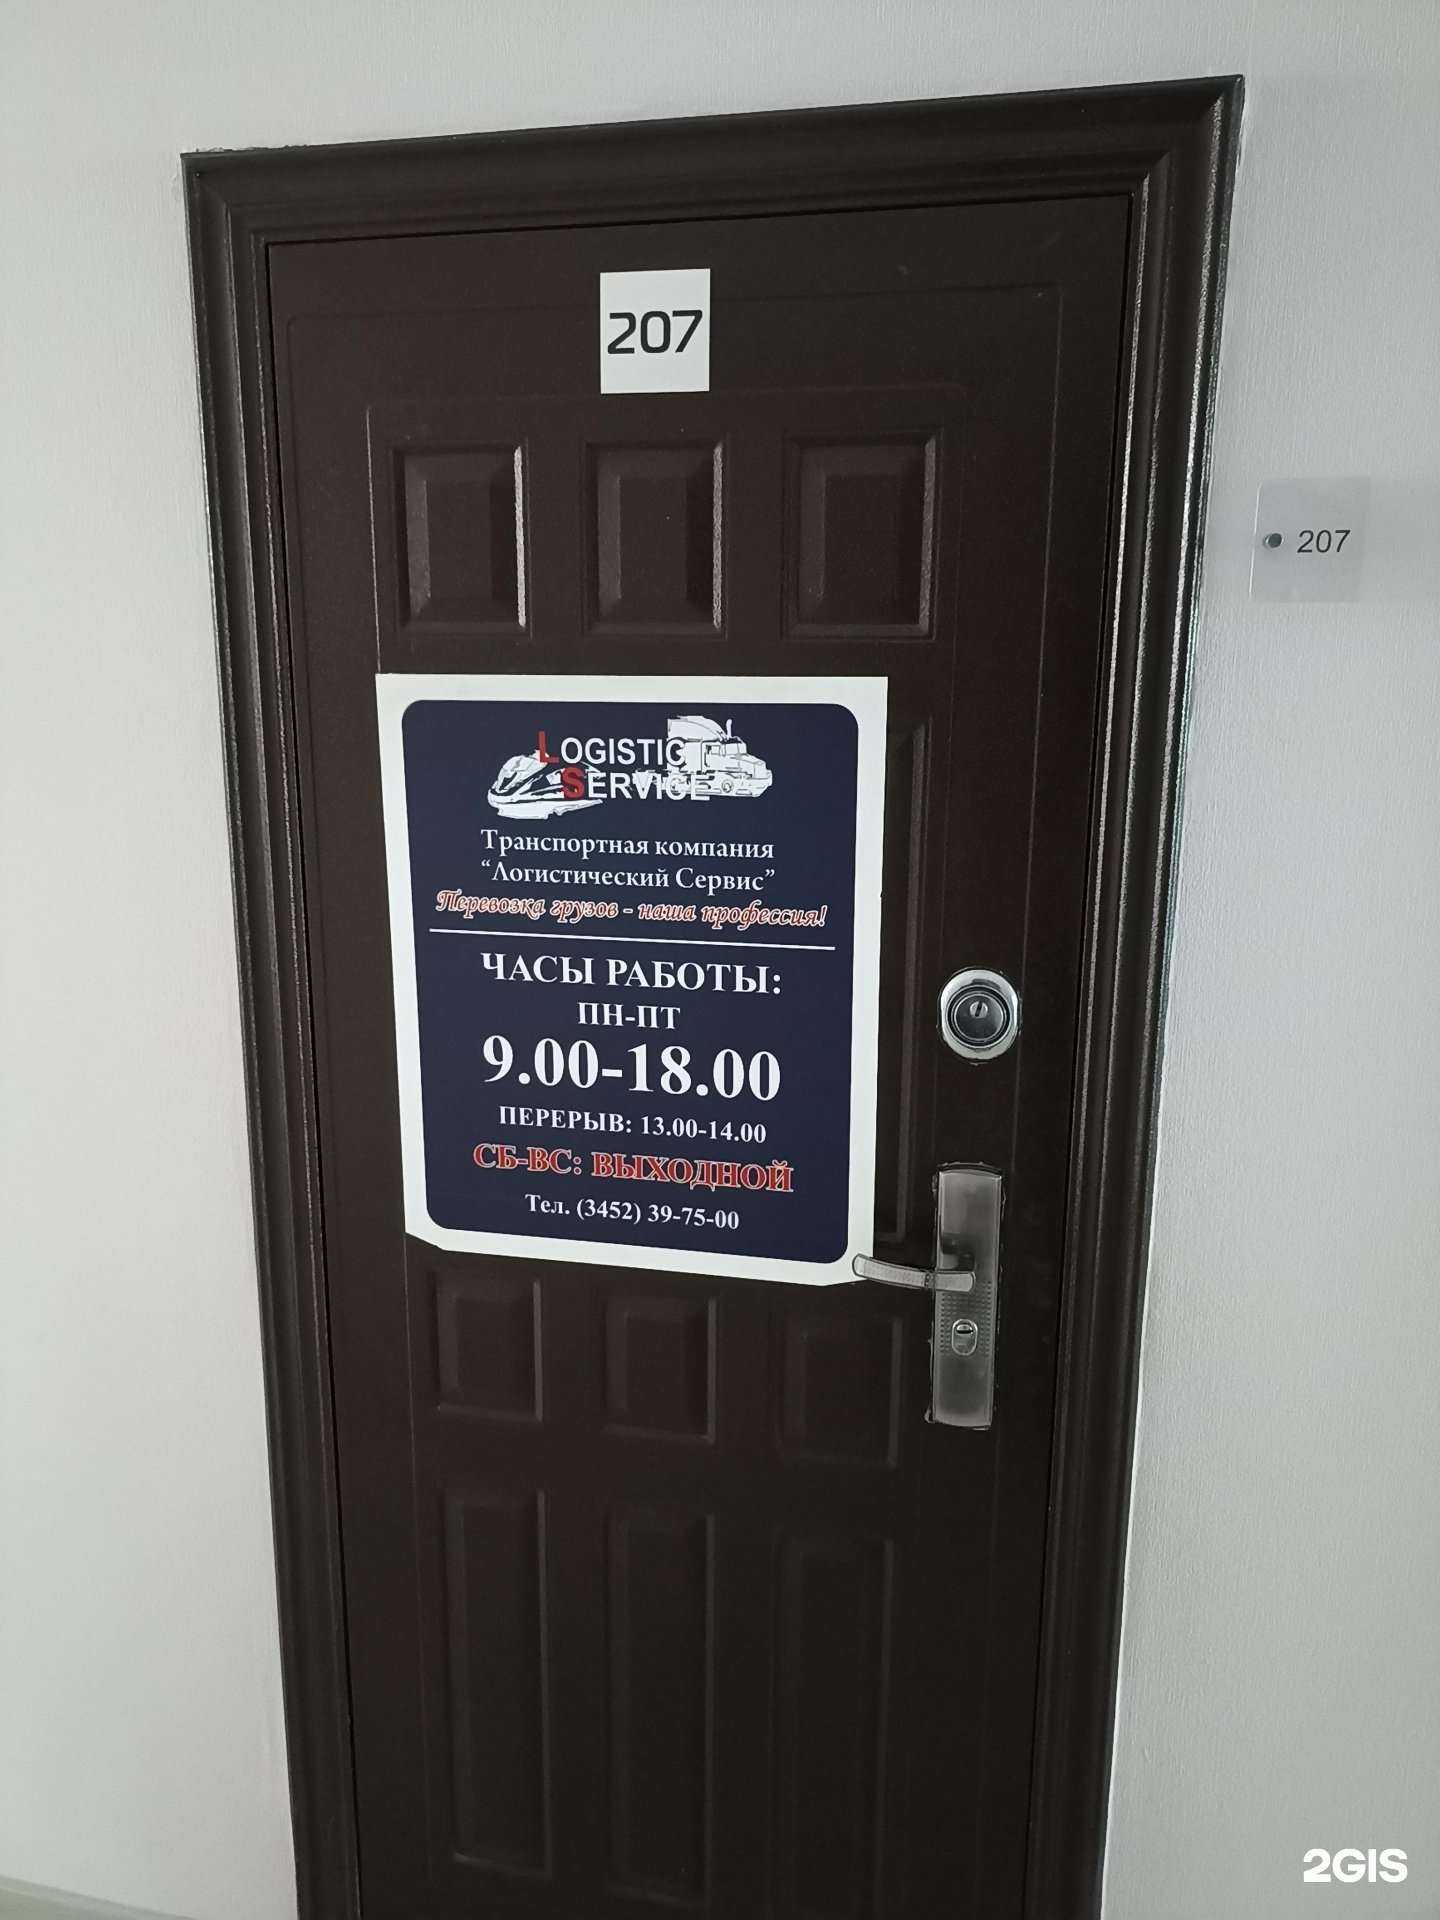 207
207
LOGISTIC
SERVICE
Транспортная компания
“Логистический Сервис”
Перевозка грузов - наша профессия!
ЧАСЫ РАБОТЫ:
ПН-ПТ
9.00-18.00
ПЕРЕРЫВ: 13.00-14.00
СБ-ВС: ВЫХОДНОЙ
Тел. (3452) 39-75-00
2GIS